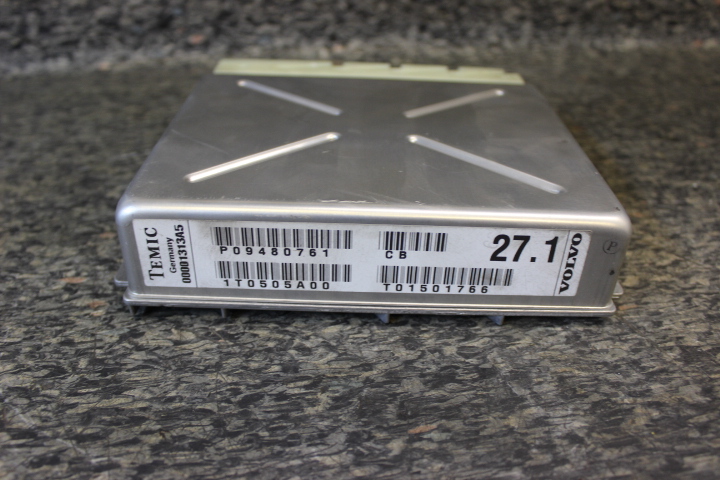 TEMIC
Germany
00001313A5
P09480761
CB
27.1
1T0505A00
T01501766
VOLVO
P